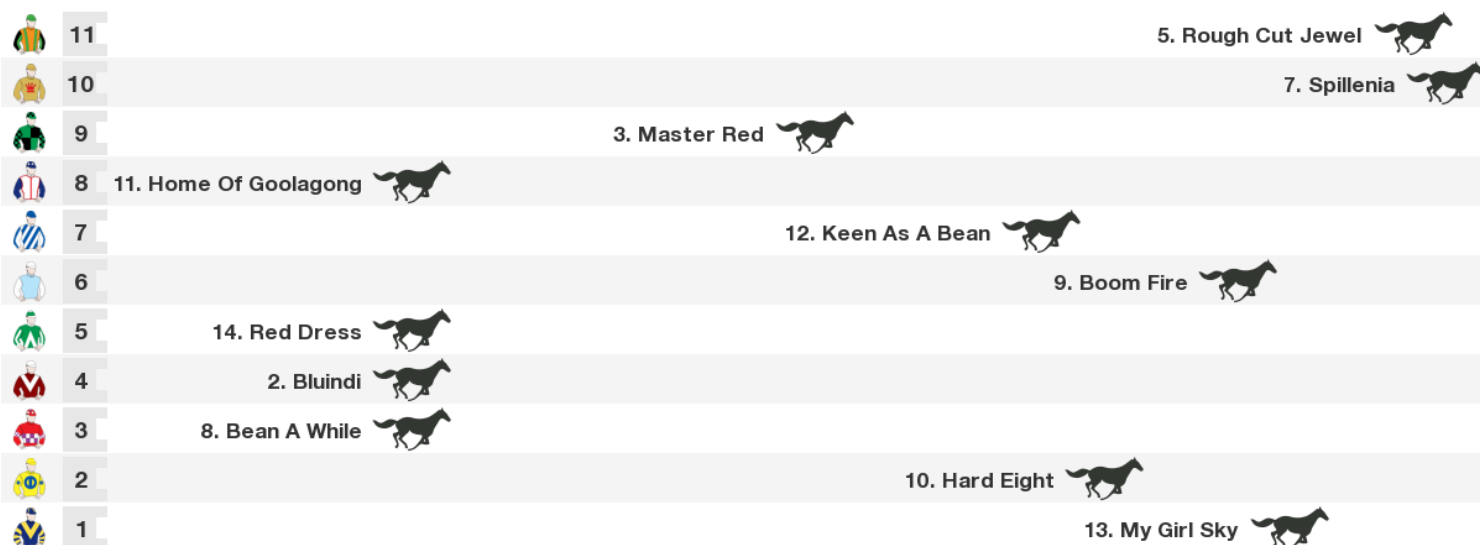 11 5. Rough Cut Jewel
10 7. Spillenia
9 3. Master Red
8 11. Home Of Goolagong
7 12. Keen As A Bean
6 9. Boom Fire
5 14. Red Dress
4 2. Bluindi
3 8. Bean A While
2 10. Hard Eight
1 13. My Girl Sky